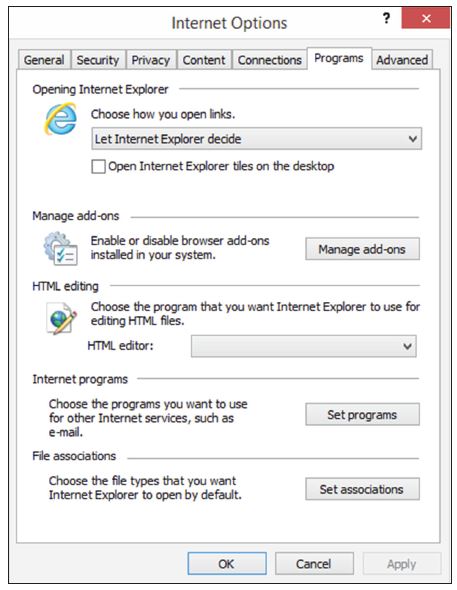 Internet Options
?
×
General Security Privacy Content Connections Programs Advanced
Opening Internet Explorer
Choose how you open links.
Let Internet Explorer decide
Open Internet Explorer tiles on the desktop
Manage add-ons
Enable or disable browser add-ons
installed in your system.
Manage add-ons
HTML editing
Choose the program that you want Internet Explorer to use for
editing HTML files.
HTML editor:
Internet programs
Choose the programs you want to use
for other Internet services, such as
e-mail.
Set programs
File associations
Choose the file types that you want
Internet Explorer to open by default.
Set associations
OK Cancel Apply